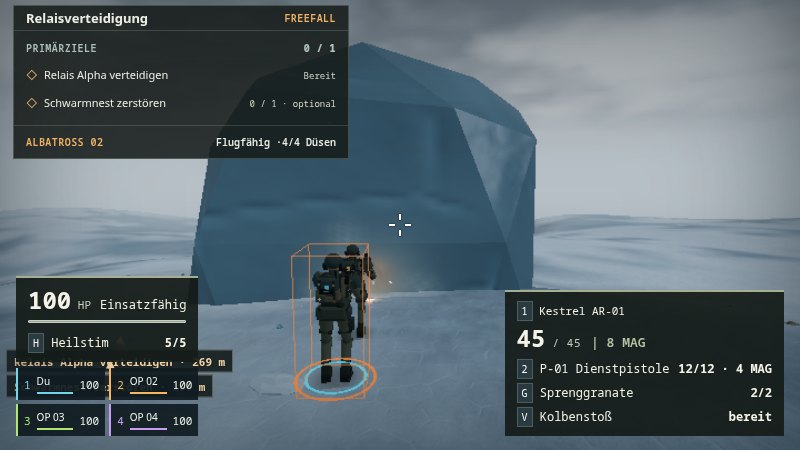 Relaisverteidigung FREEFALL
PRIMÄRZIELE 0 / 1
Relais Alpha verteidigen Bereit
Schwarmnest zerstören 0 / 1 · optional
ALBATROSS 02 Flugfähig ·4/4 Düsen
100 HP Einsatzfähig
H Heilstim 5/5
Relais Alpha verteidigen · 269 m
m
1 Du 100 2 OP 02 100
3 OP 03 100 4 OP 04 100
1 Kestrel AR-01
45 / 45 | 8 MAG
2 P-01 Dienstpistole 12/12 · 4 MAG
G Sprenggranate 2/2
V Kolbenstoß bereit